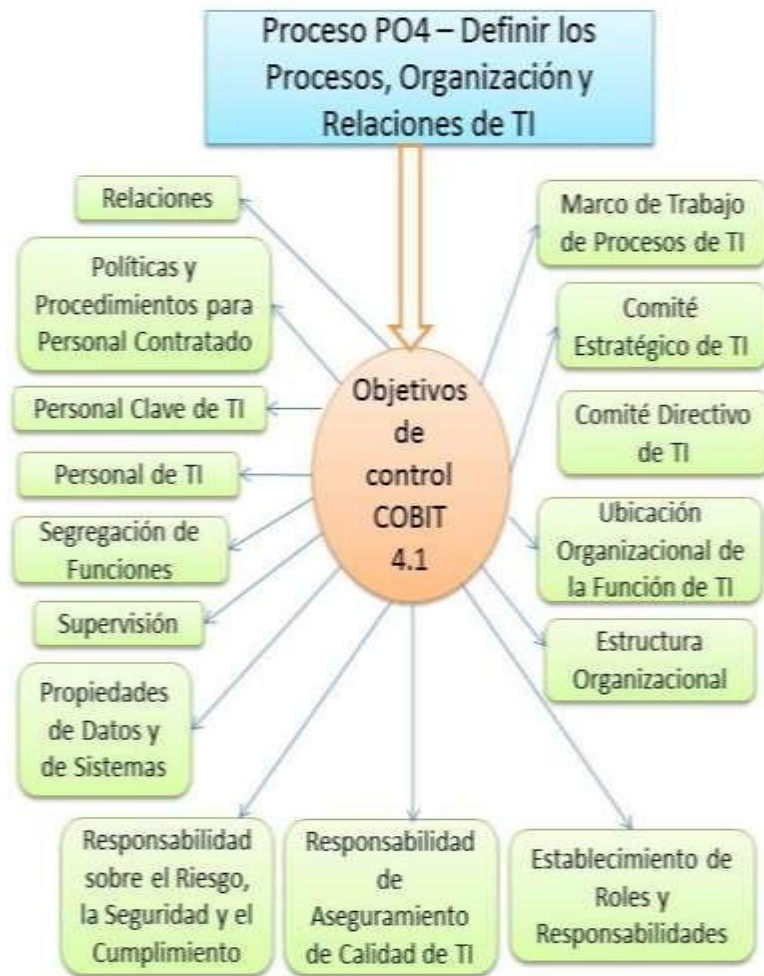 Proceso PO4 – Definir los
Procesos, Organización y
Relaciones de TI
Relaciones
Políticas y
Procedimientos para
Personal Contratado
Personal Clave de TI
Personal de TI
Segregación de
Funciones
Supervisión
Propiedades
de Datos y
de Sistemas
Objetivos
de
control
COBIT
4.1
Marco de Trabajo
de Procesos de TI
Comité
Estratégico de TI
Comité Directivo
de TI
Ubicación
Organizacional de
la Función de TI
Estructura
Organizacional
Responsabilidad
sobre el Riesgo,
la Seguridad y el
Cumplimiento
Responsabilidad
de
Aseguramiento
de Calidad de TI
Establecimiento de
Roles y
Responsabilidades